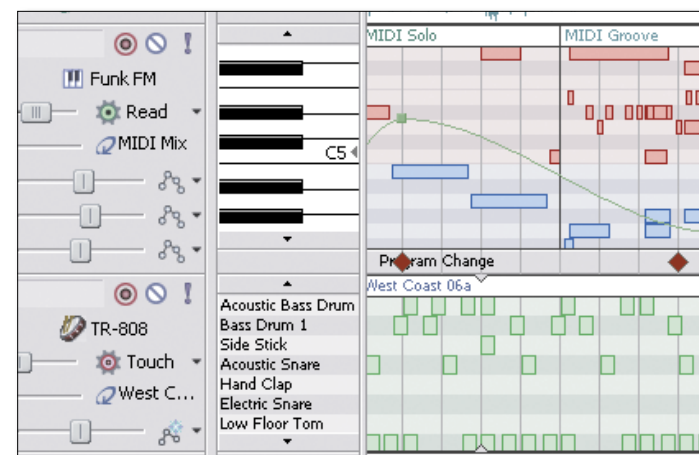 MIDI Solo
MIDI Groove
Funk FM
Read
MIDI Mix
C5
Program Change
West Coast 06a
TR-808
Touch
West C...
Acoustic Bass Drum
Bass Drum 1
Side Stick
Acoustic Snare
Hand Clap
Electric Snare
Low Floor Tom